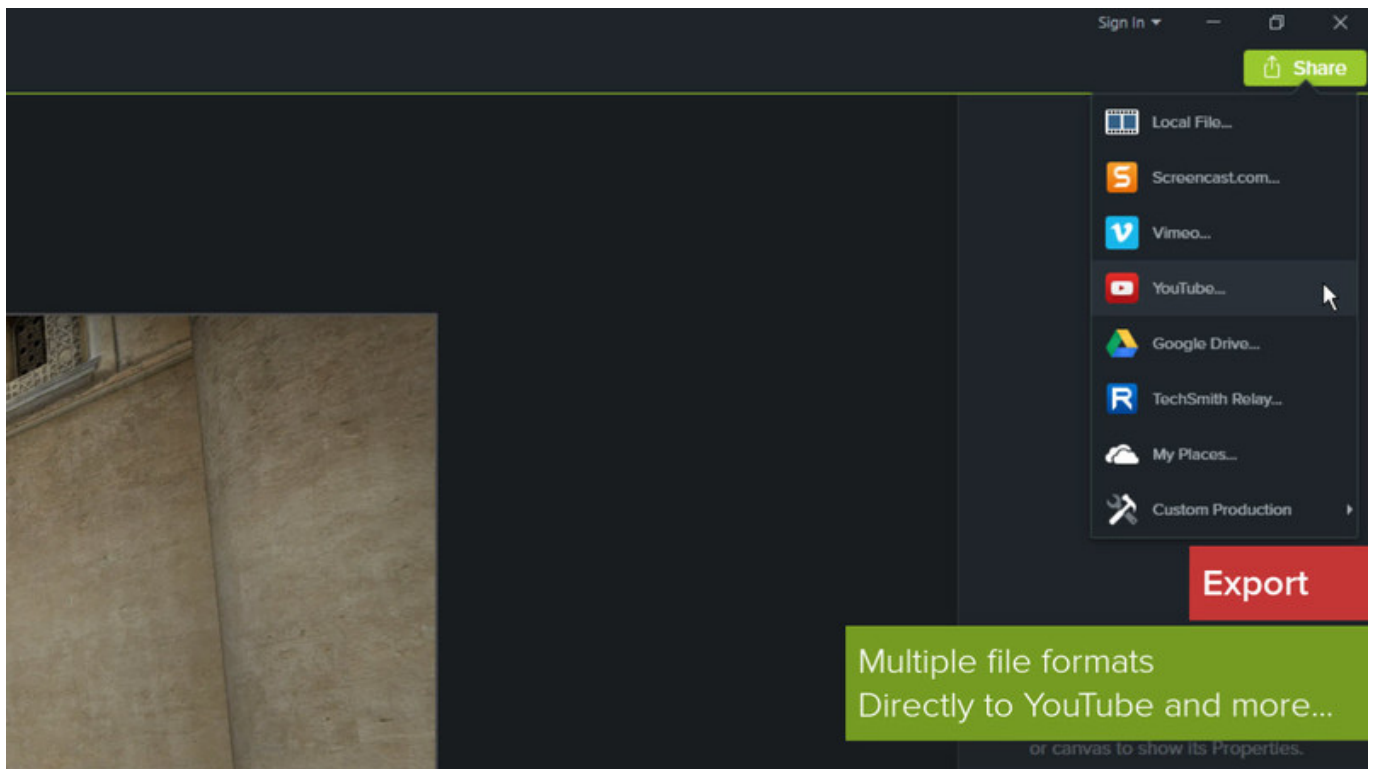 Sign In
Share
Local File...
Screencast.com...
Vimeo...
YouTube...
Google Drive...
TechSmith Relay...
My Places...
Custom Production
Export
Multiple file formats
Directly to YouTube and more...
or canvas to show its Properties.